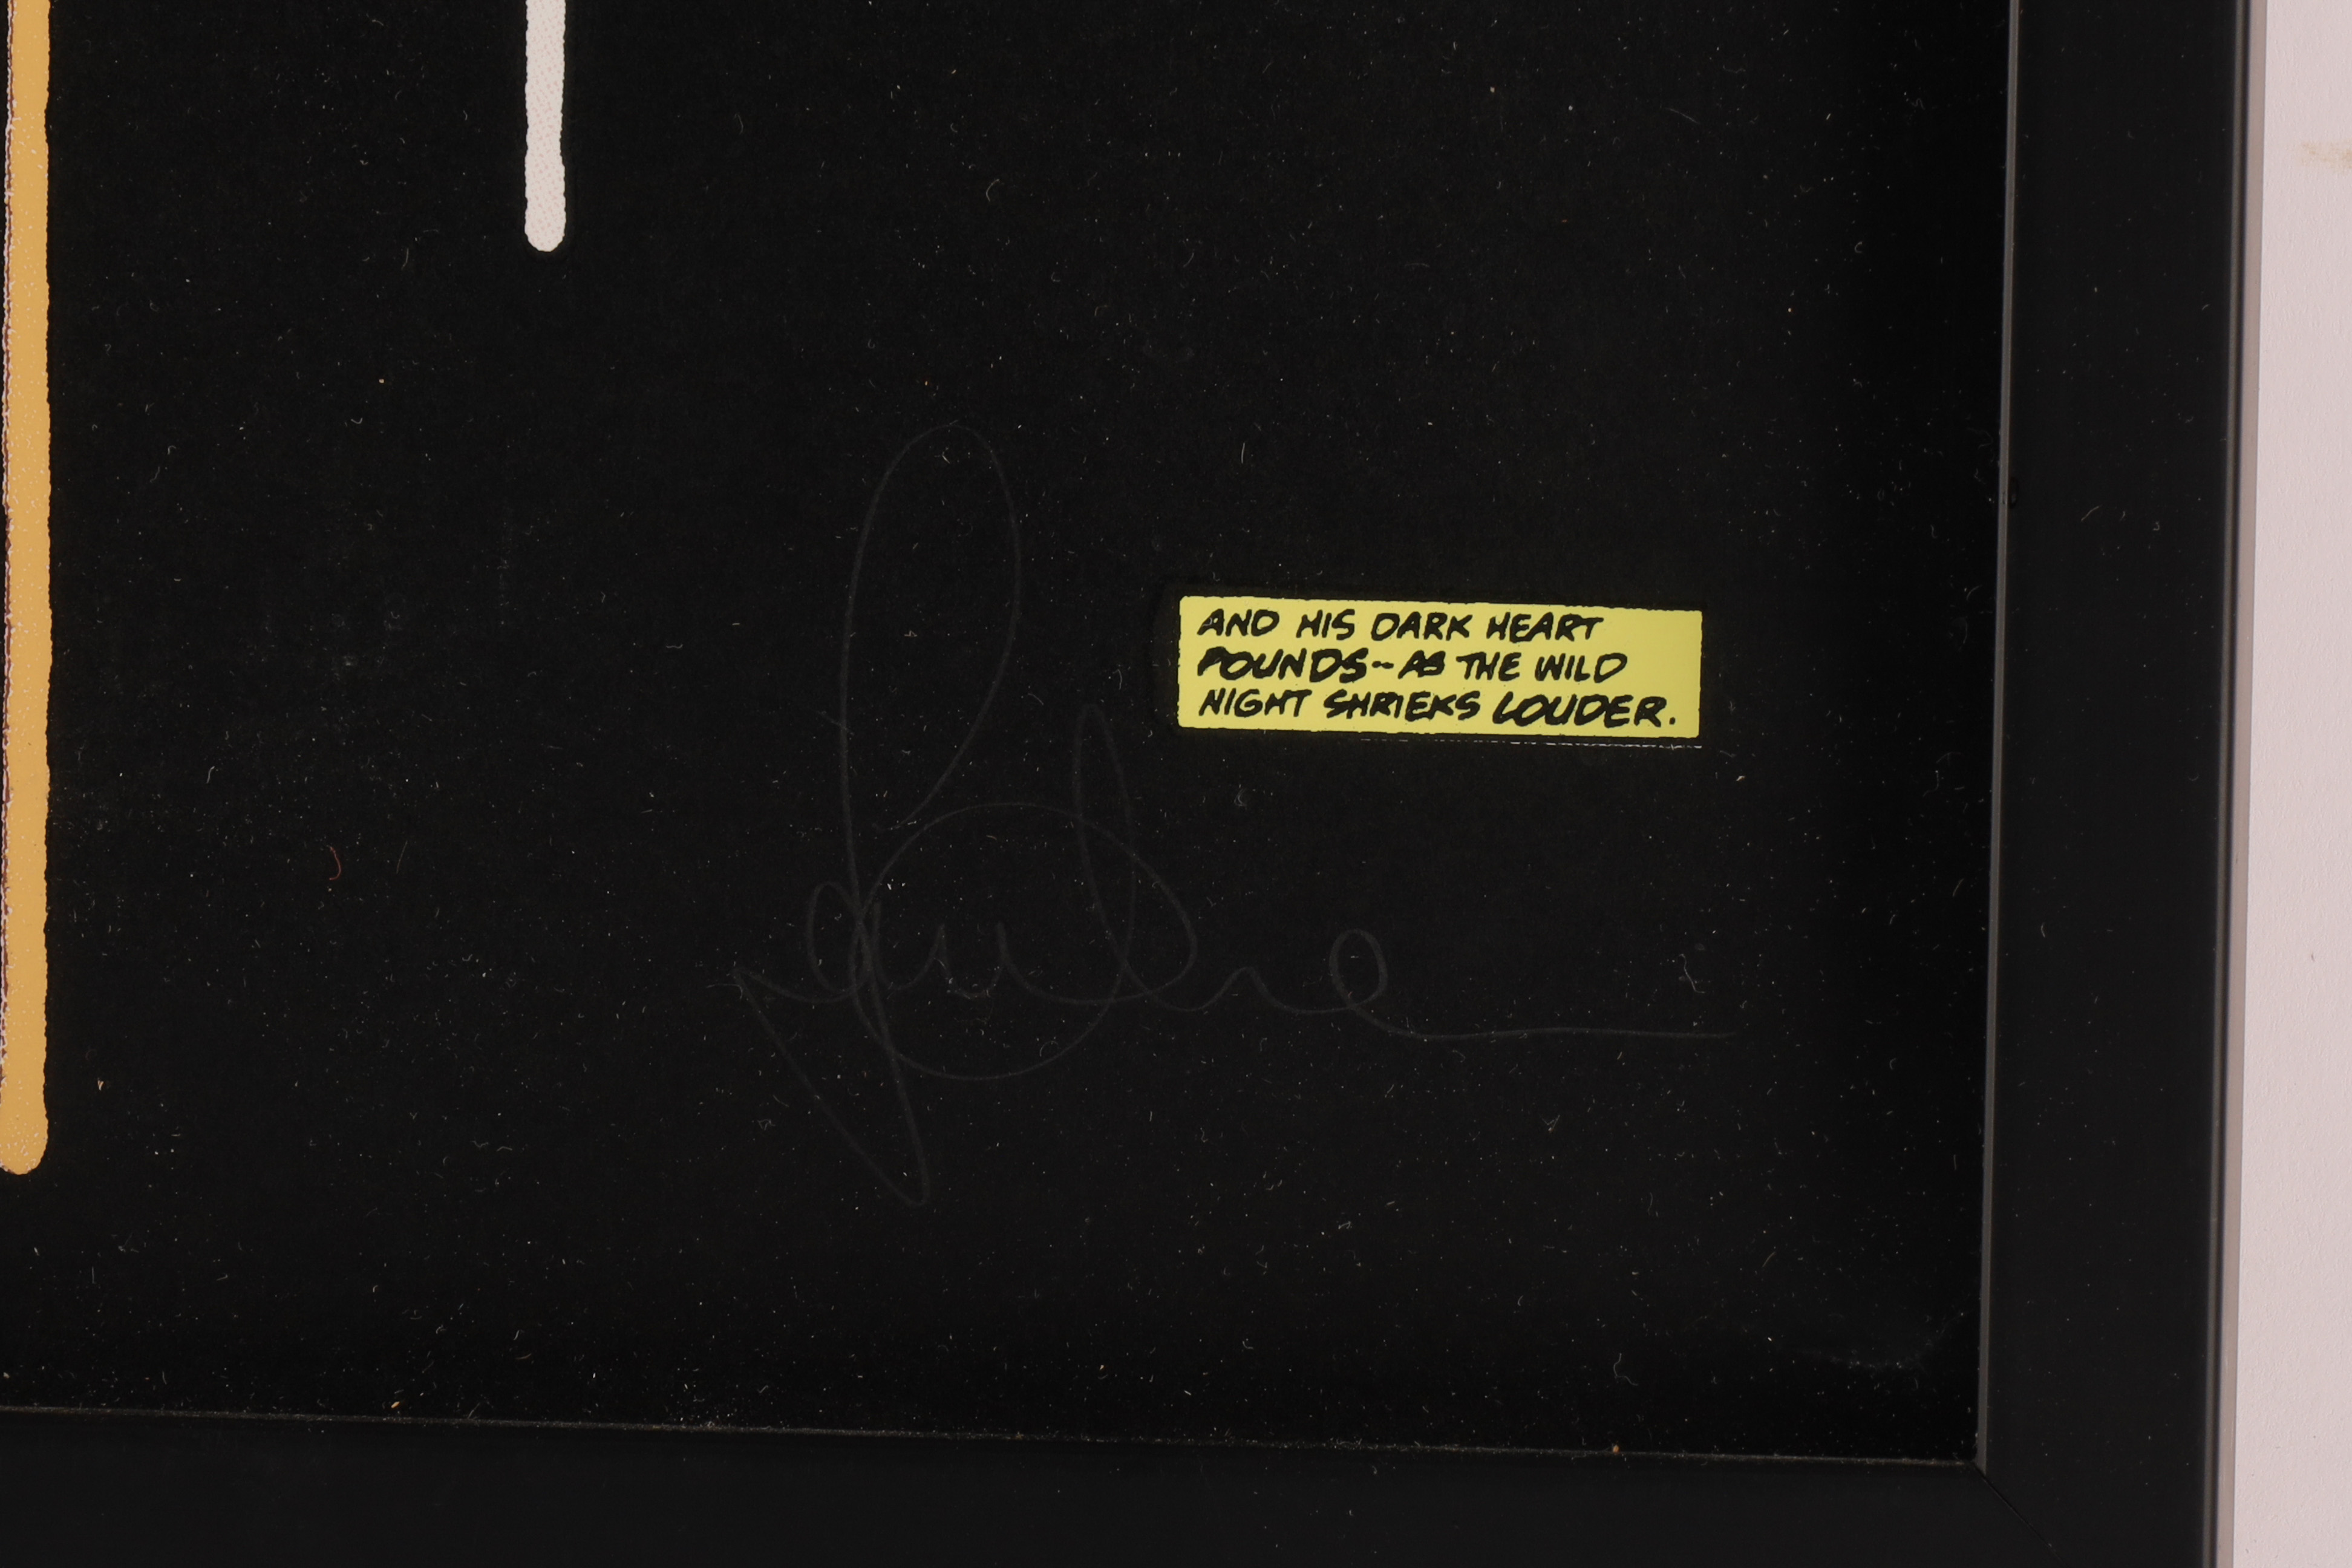 AND HIS DARK HEART
POUNDS~AS THE WILD
NIGHT SHRIEKS LOUDER.